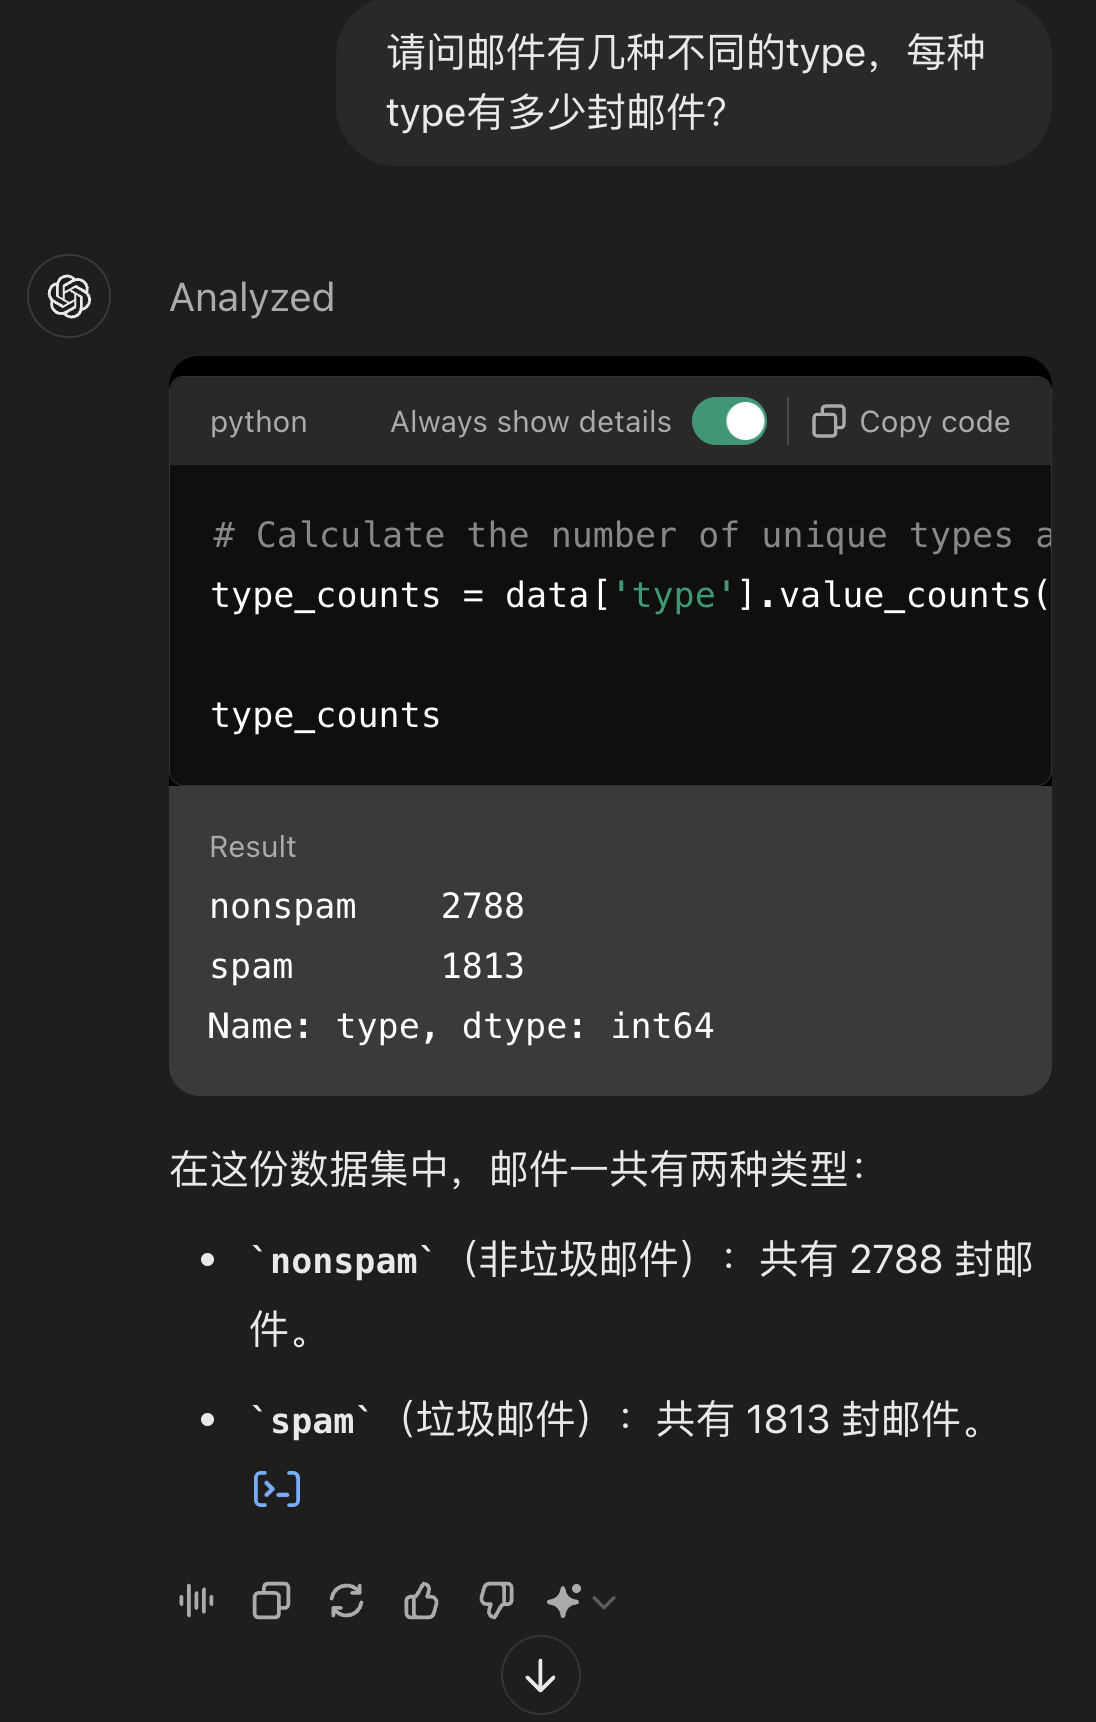 请问邮件有几种不同的type，每种
type有多少封邮件？
Analyzed
python Always show details Copy code
# Calculate the number of unique types a
type_counts = data['type'].value_counts(
type_counts
Result
nonspam    2788
spam       1813
Name: type, dtype: int64
在这份数据集中，邮件一共有两种类型：
• `nonspam`（非垃圾邮件）：共有 2788 封邮
件。
• `spam`（垃圾邮件）：共有 1813 封邮件。
[>-]